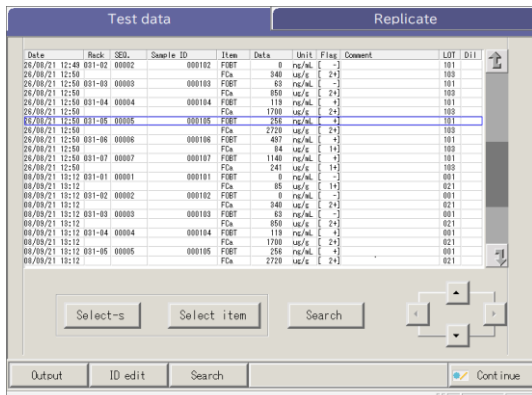 Test data
Replicate
Date Rack SEQ. Sample ID Item Data Unit Flag Comment LOT Dil
26/08/21 12:49 031-02 00002 000102 FOBT 0 ng/mL [ -] 101
26/08/21 12:50 FCa 340 ug/g [ 2+] 103
26/08/21 12:50 031-03 00003 000103 FOBT 63 ng/mL [ -] 101
26/08/21 12:50 FCa 850 ug/g [ 2+] 103
26/08/21 12:50 031-04 00004 000104 FOBT 119 ng/mL [ +] 101
26/08/21 12:50 FCa 1700 ug/g [ 2+] 103
26/08/21 12:50 031-05 00005 000105 FOBT 256 ng/mL [ +] 101
26/08/21 12:50 FCa 2720 ug/g [ 2+] 103
26/08/21 12:50 031-06 00006 000106 FOBT 497 ng/mL [ +] 101
26/08/21 12:50 FCa 84 ug/g [ 1+] 103
26/08/21 12:50 031-07 00007 000107 FOBT 1140 ng/mL [ +] 101
26/08/21 12:50 FCa 241 ug/g [ 1+] 103
08/09/21 13:12 031-01 00001 000101 FOBT 0 ng/mL [ -] 001
08/09/21 13:12 FCa 85 ug/g [ 1+] 021
08/09/21 13:12 031-02 00002 000102 FOBT 0 ng/mL [ -] 001
08/09/21 13:12 FCa 340 ug/g [ 2+] 021
08/09/21 13:12 031-03 00003 000103 FOBT 63 ng/mL [ -] 001
08/09/21 13:12 FCa 850 ug/g [ 2+] 021
08/09/21 13:12 031-04 00004 000104 FOBT 119 ng/mL [ +] 001
08/09/21 13:12 FCa 1700 ug/g [ 2+] 021
08/09/21 13:12 031-05 00005 000105 FOBT 256 ng/mL [ +] 001
08/09/21 13:12 FCa 2720 ug/g [ 2+] 021
Select-s
Select item
Search
Output
ID edit
Search
Continue